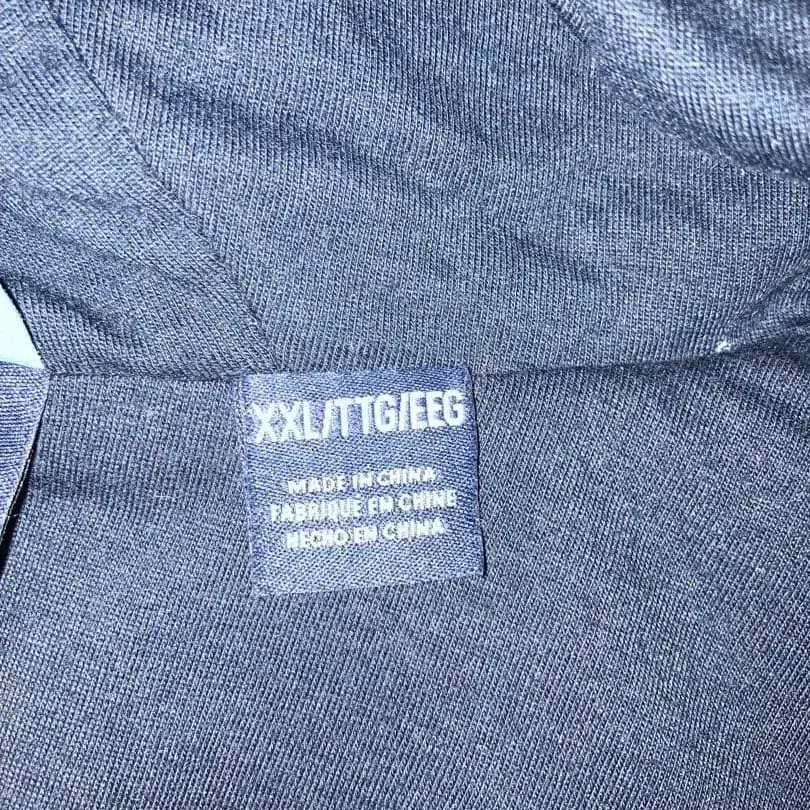 XXL/TTG/EEG
MADE IN CHINA
FABRIQUE EN CHINE
HECHO EN CHINA